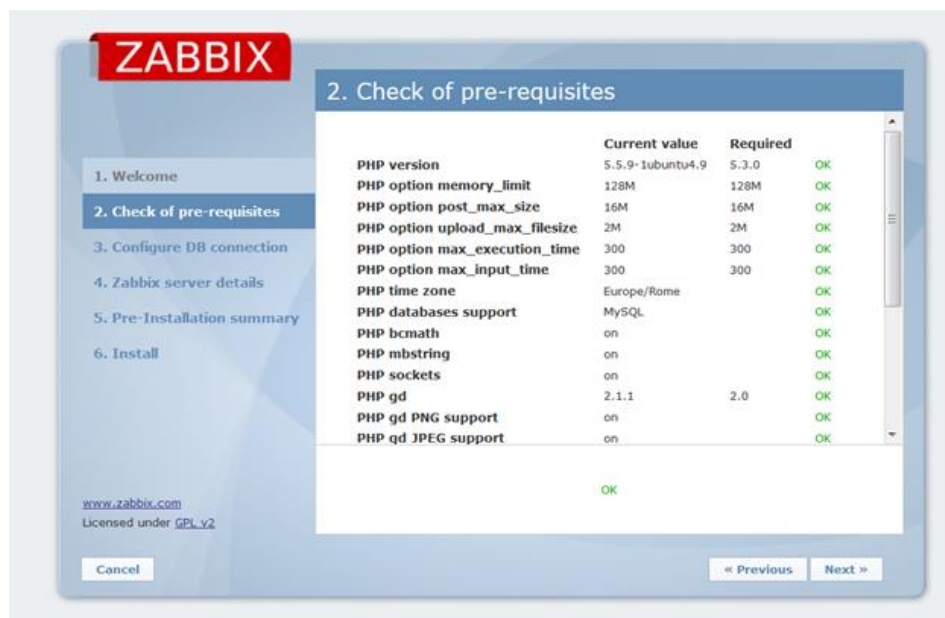 ZABBIX
2. Check of pre-requisites
1. Welcome
2. Check of pre-requisites
3. Configure DB connection
4. Zabbix server details
5. Pre-Installation summary
6. Install
Current value Required
PHP version 5.5.9-1ubuntu4.9 5.3.0 OK
PHP option memory_limit 128M 128M OK
PHP option post_max_size 16M 16M OK
PHP option upload_max_filesize 2M 2M OK
PHP option max_execution_time 300 300 OK
PHP option max_input_time 300 300 OK
PHP time zone Europe/Rome OK
PHP databases support MySQL OK
PHP bcmath on OK
PHP mbstring on OK
PHP sockets on OK
PHP gd 2.1.1 2.0 OK
PHP gd PNG support on OK
PHP gd JPEG support on OK
OK
www.zabbix.com
Licensed under GPL v2
Cancel « Previous Next »